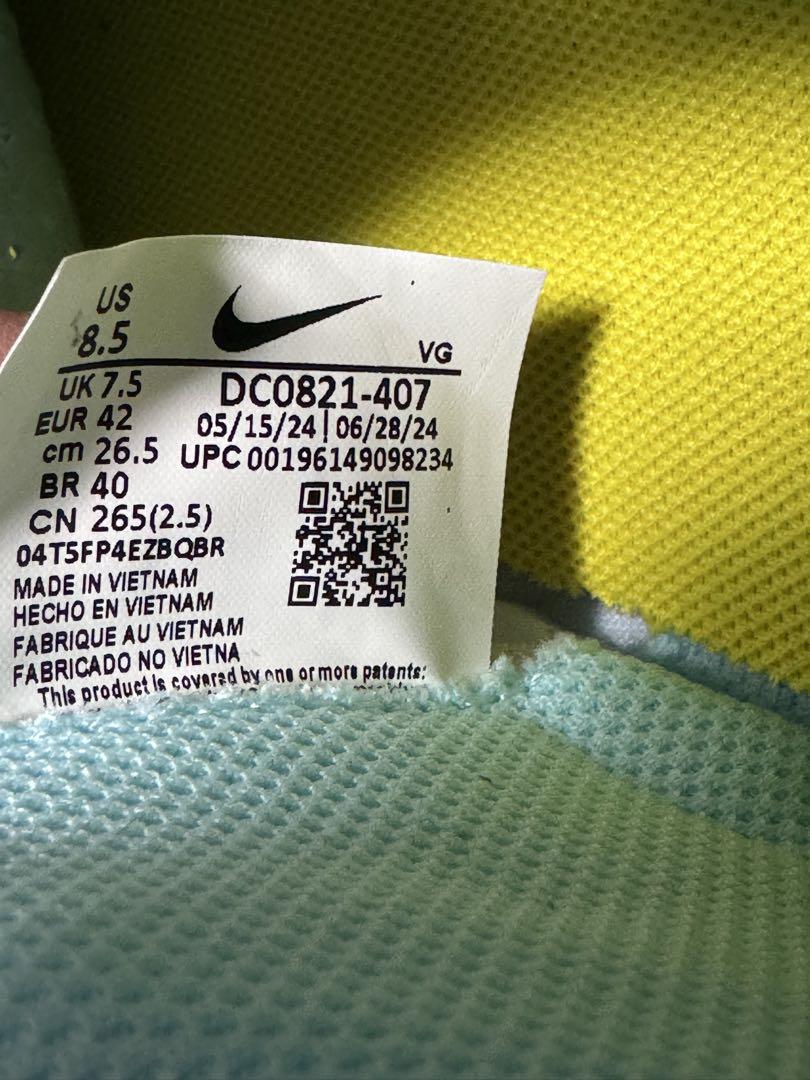 US
8.5
VG
UK 7.5
DC0821-407
EUR 42
05/15/24 | 06/28/24
cm 26.5
UPC 00196149098234
BR 40
CN 265(2.5)
04T5FP4EZBQBR
MADE IN VIETNAM
HECHO EN VIETNAM
FABRIQUE AU VIETNAM
FABRICADO NO VIETNA
This product is covered by one or more patents: